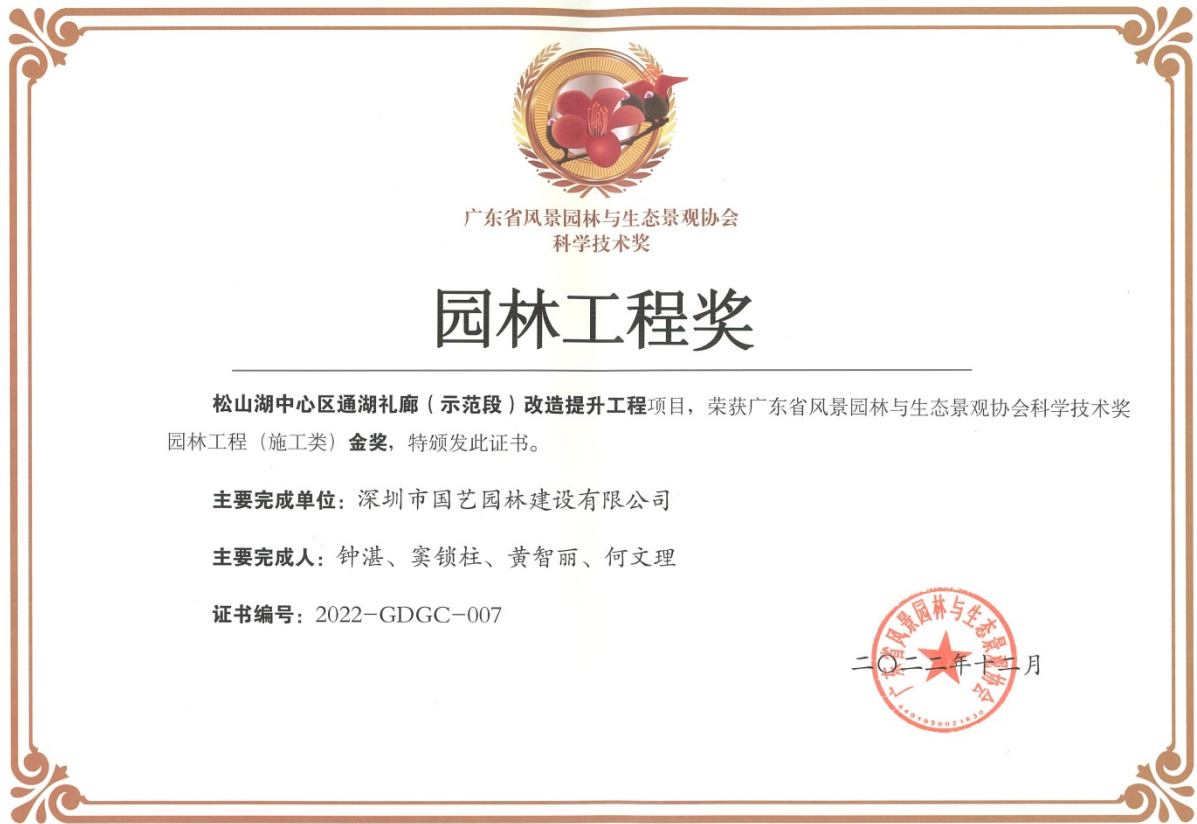 广东省风景园林与生态景观协会
科学技术奖
园林工程奖
松山湖中心区通湖礼廊（示范段）改造提升工程项目，荣获广东省风景园林与生态景观协会科学技术奖
园林工程（施工类）金奖，特颁发此证书。
主要完成单位：深圳市国艺园林建设有限公司
主要完成人：钟湛、窦锁柱、黄智丽、何文理
证书编号：2022-GDGC-007
广东省风景园林与生态景观协会
二〇二二年十二月
4401030021830